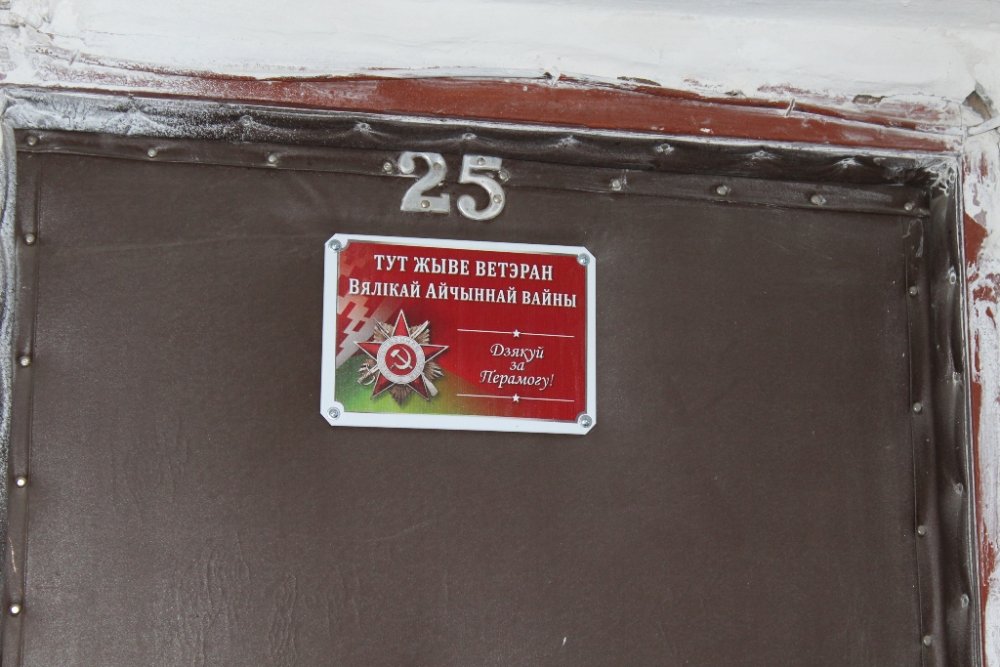 25
ТУТ ЖЫВЕ ВЕТЭРАН
ВЯЛІКАЙ АЙЧЫННАЙ ВАЙНЫ
Дзякуй
за
Перамогу!